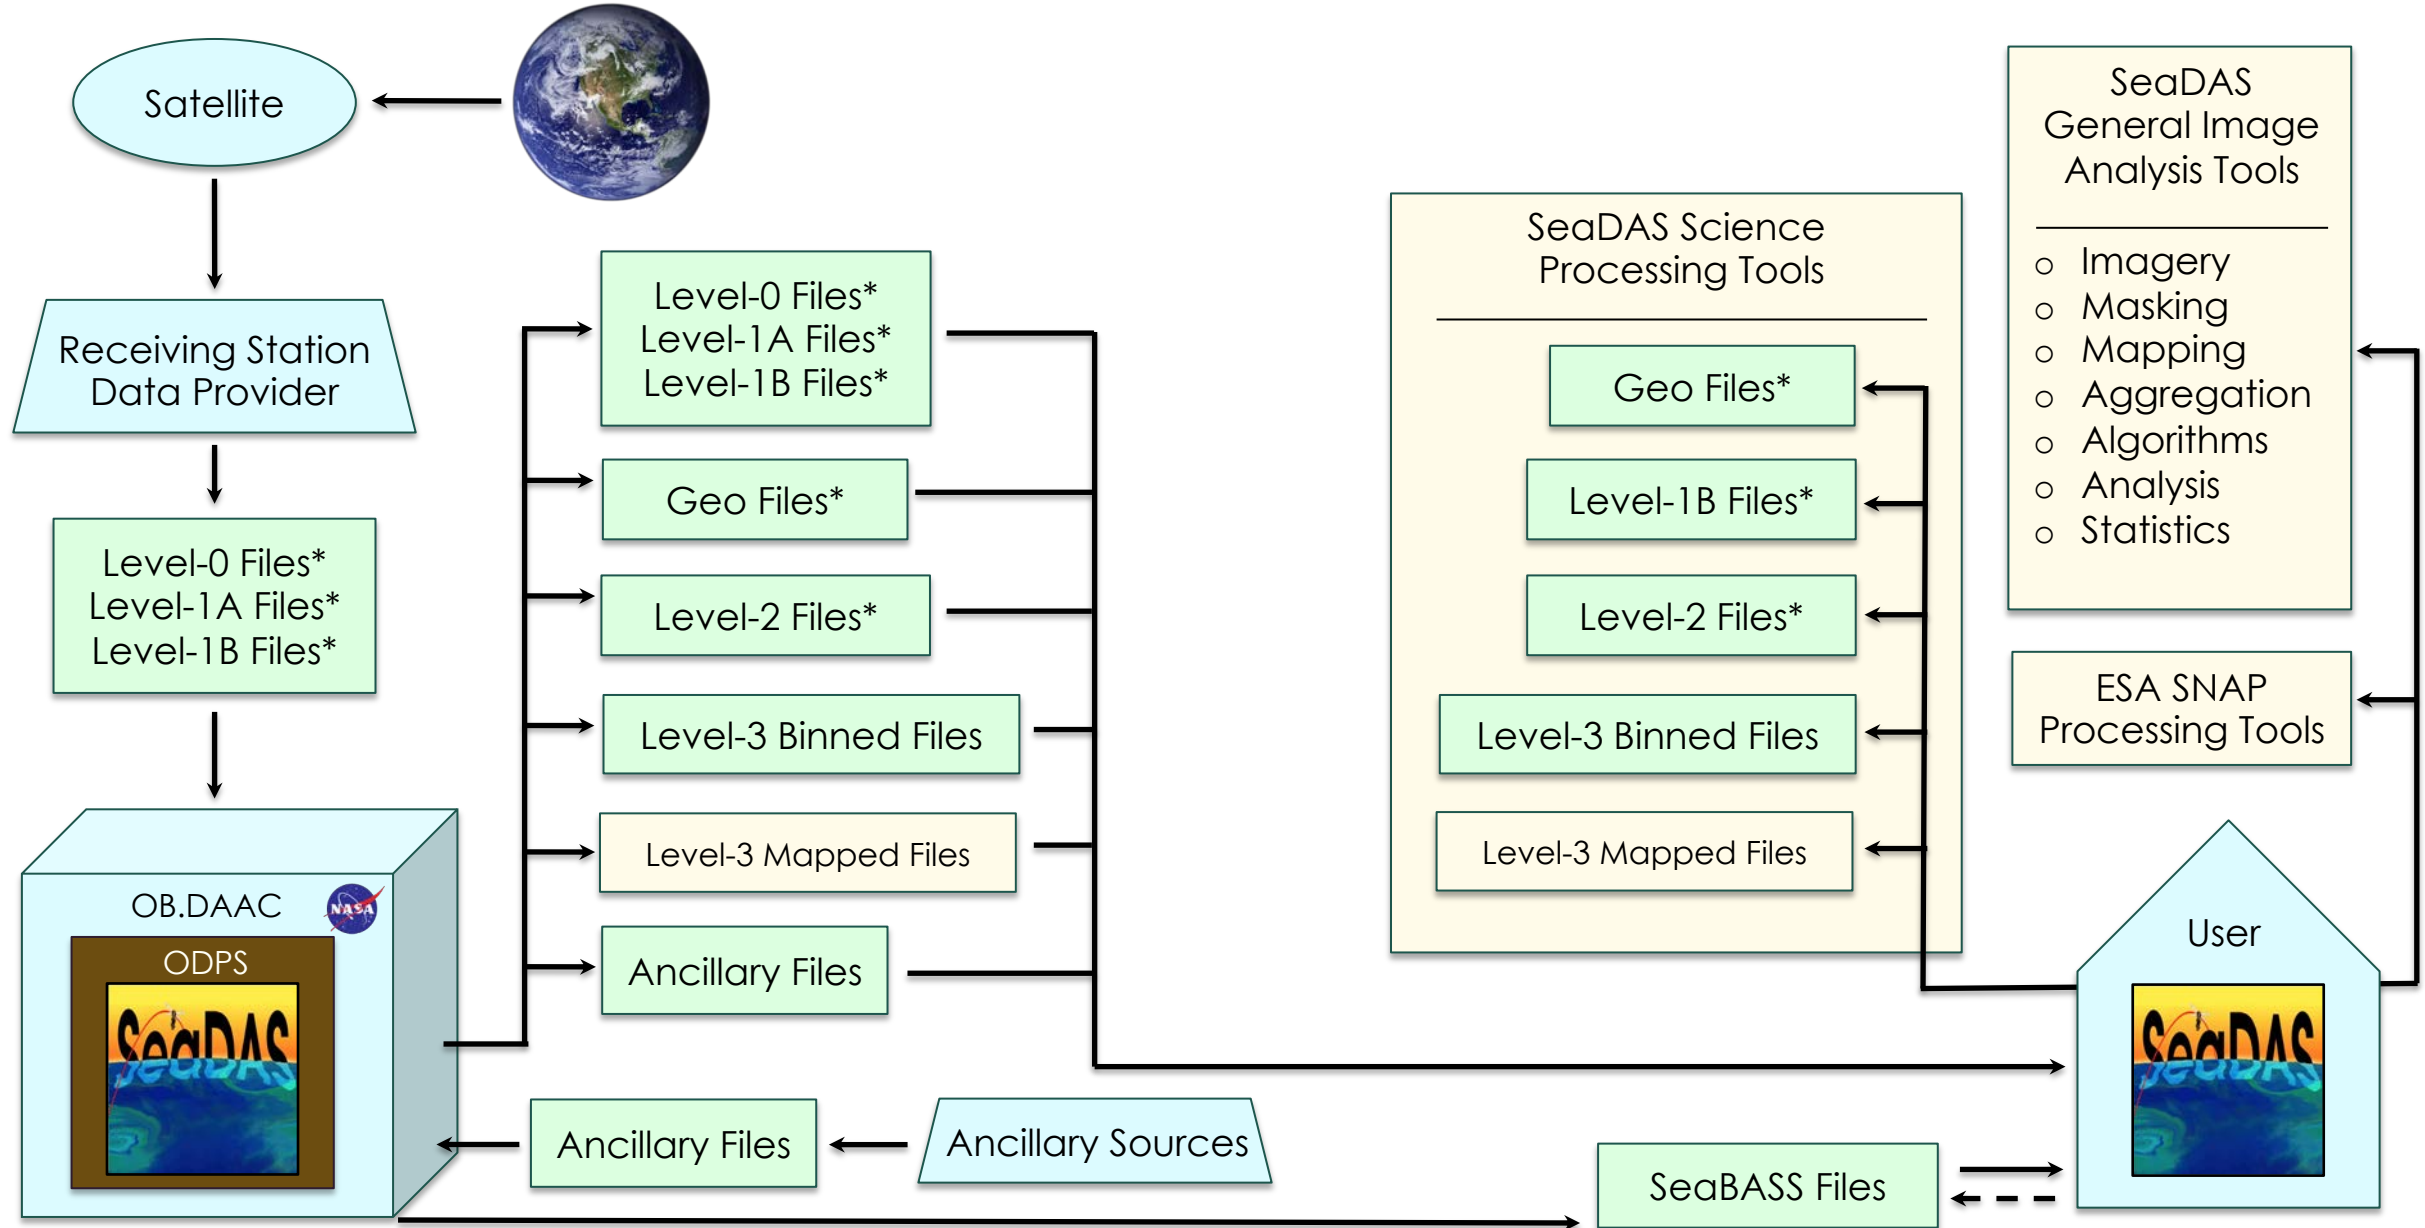 Satellite
Receiving Station
Data Provider
Level-0 Files*
Level-1A Files*
Level-1B Files*
OB.DAAC
NASA
ODPS
SeaDAS
Level-0 Files*
Level-1A Files*
Level-1B Files*
Geo Files*
Level-2 Files*
Level-3 Binned Files
Level-3 Mapped Files
Ancillary Files
Ancillary Files
Ancillary Sources
SeaDAS Science
Processing Tools
Geo Files*
Level-1B Files*
Level-2 Files*
Level-3 Binned Files
Level-3 Mapped Files
SeaDAS
General Image
Analysis Tools
o Imagery
o Masking
o Mapping
o Aggregation
o Algorithms
o Analysis
o Statistics
ESA SNAP
Processing Tools
User
SeaDAS
SeaBASS Files